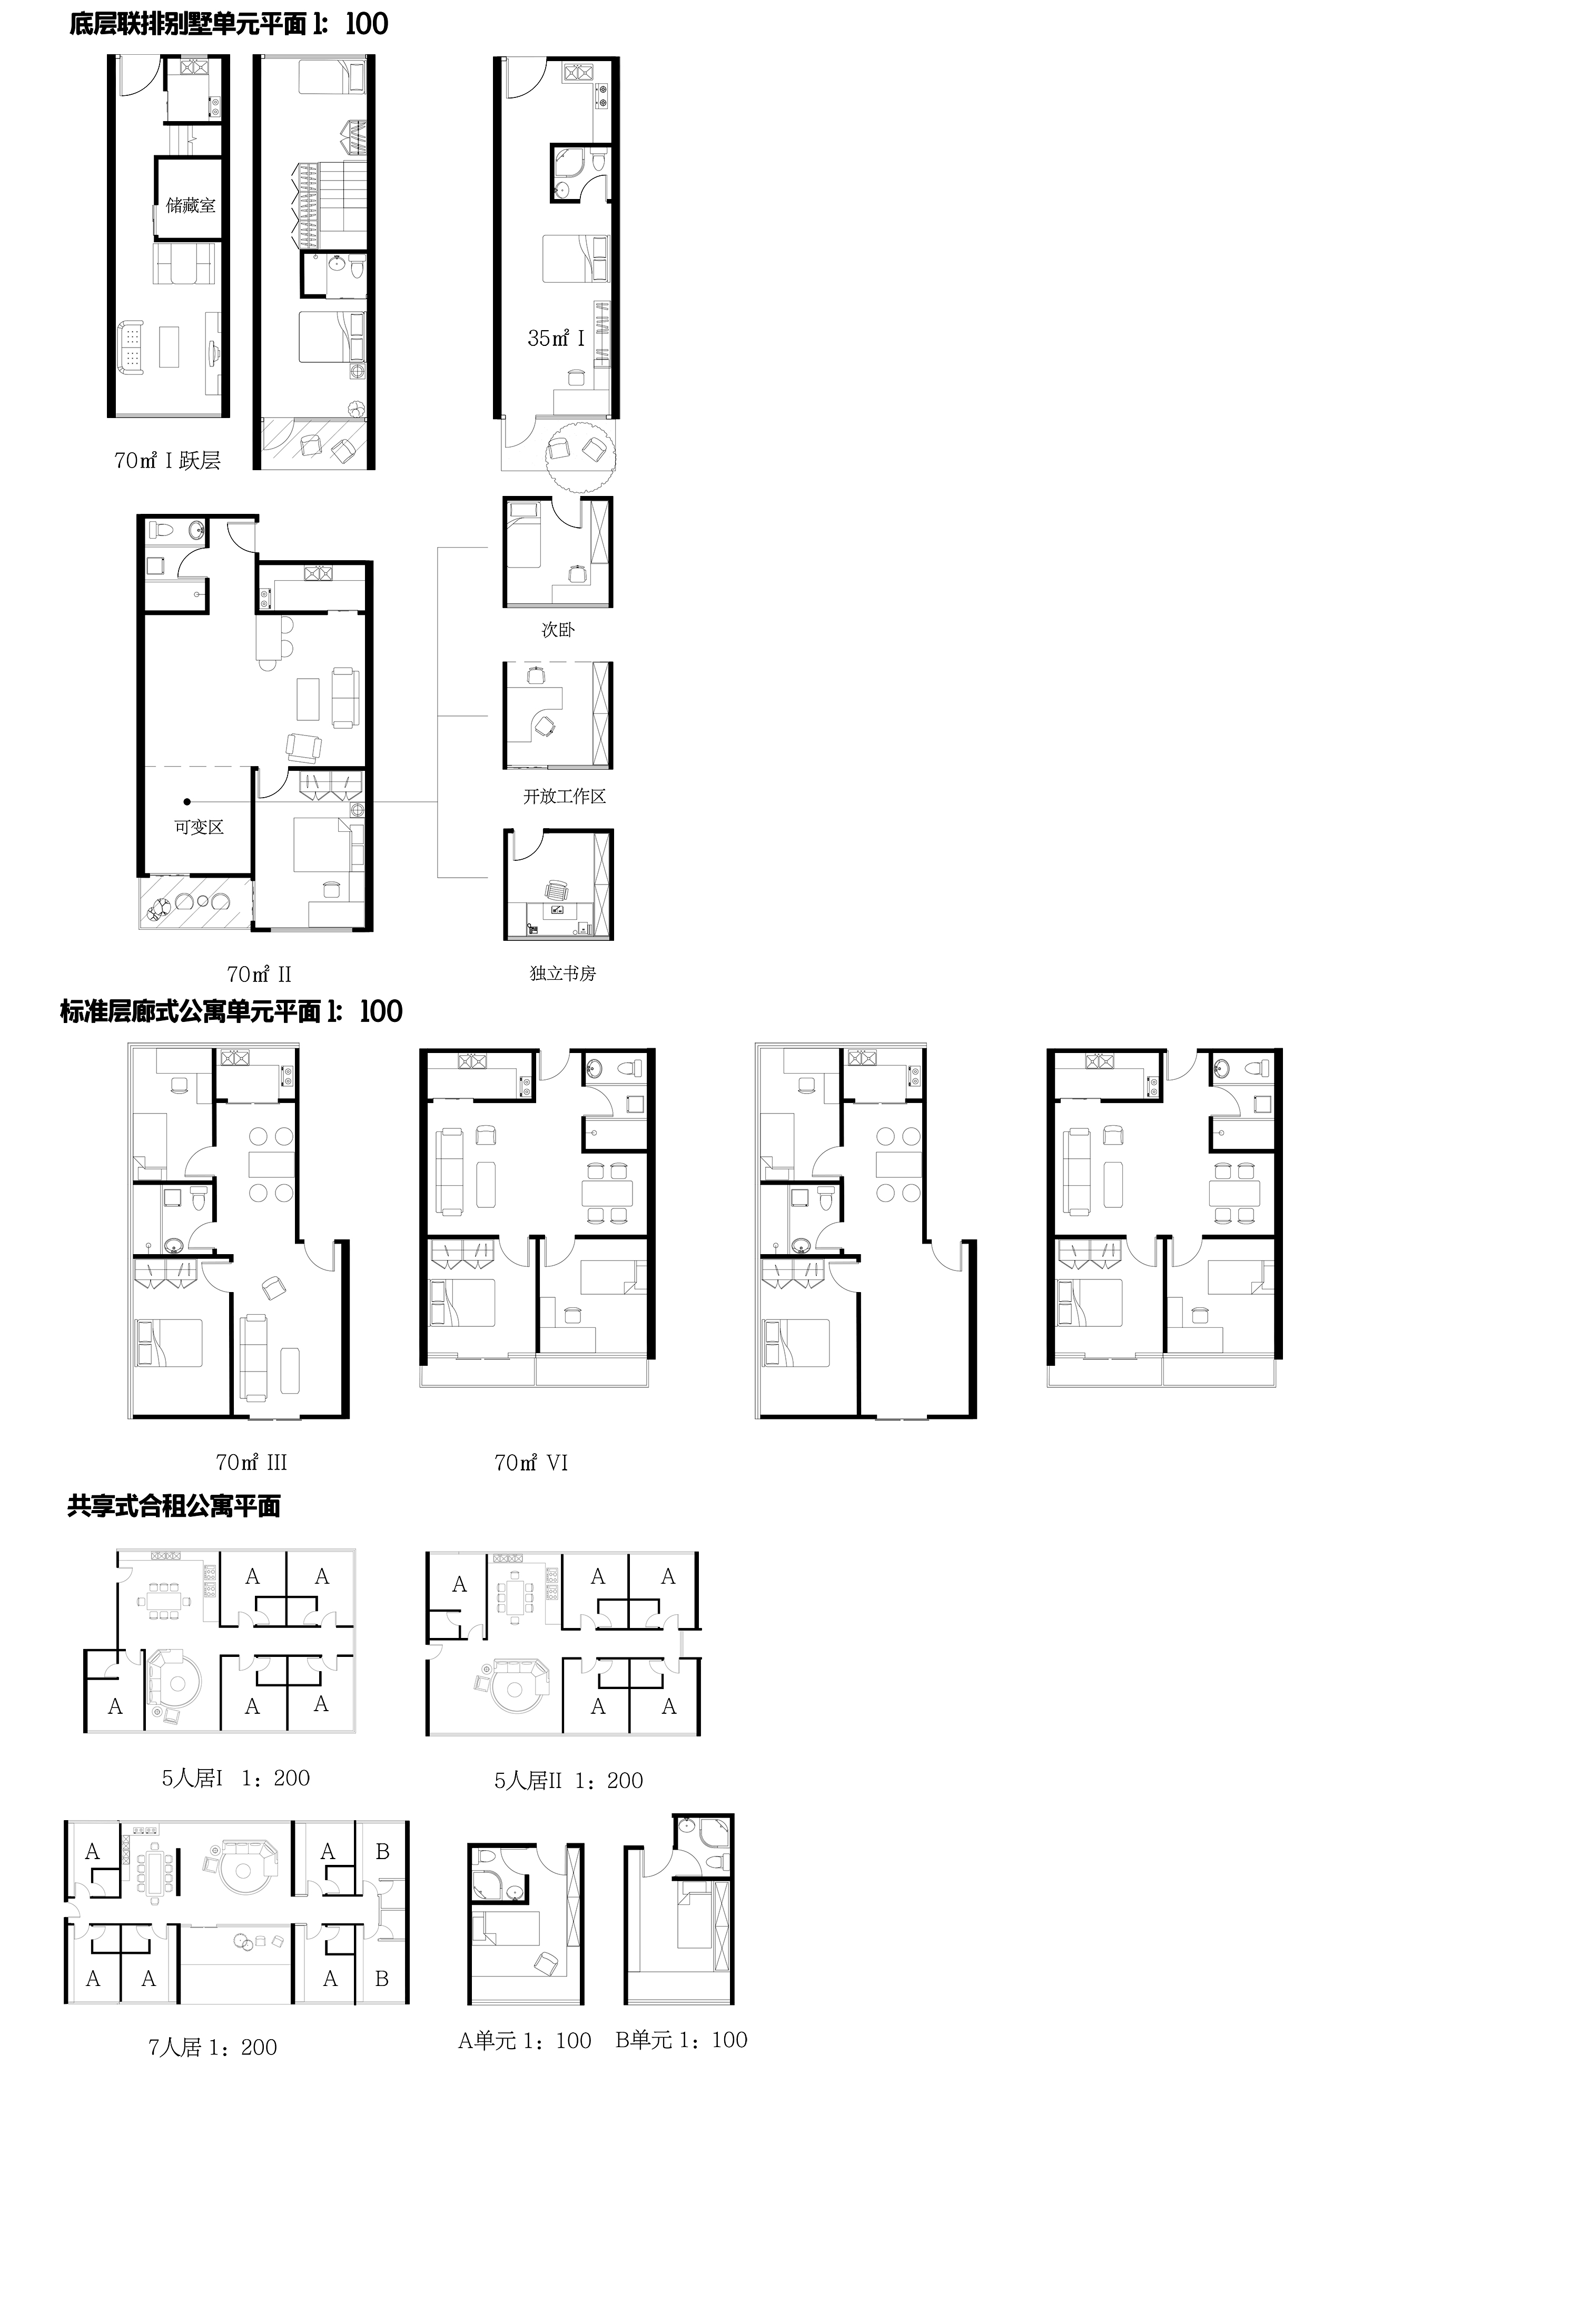 底层联排别墅单元平面 1：100
储藏室
70㎡ I 跃层
35㎡ I
次卧
开放工作区
可变区
独立书房
70㎡ II
标准层廊式公寓单元平面 1：100
70㎡ III
70㎡ VI
共享式合租公寓平面
A A
A A A
A A A
A A
5人居I 1：200
5人居II 1：200
A A B
A A A B
7人居 1：200
A单元 1：100
B单元 1：100